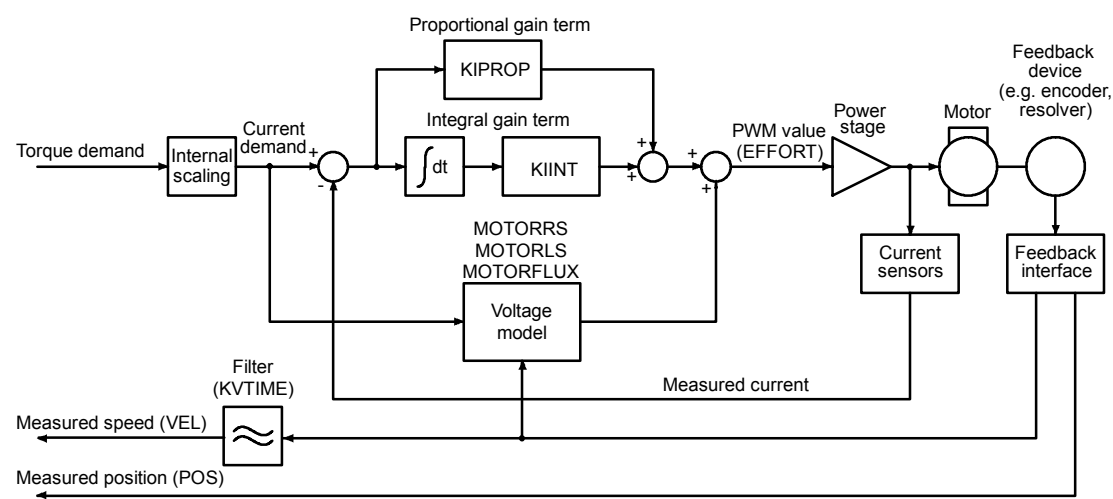 Proportional gain term
KIPROP
Feedback
device
(e.g. encoder,
resolver)
Integral gain term
Power
stage
Motor
Current
demand
PWM value
(EFFORT)
Torque demand
Internal
scaling
+
-
∫dt
KIINT
+
+
+
+
MOTORRS
MOTORLS
MOTORFLUX
Current
sensors
Feedback
interface
Voltage
model
Filter
(KVTIME)
Measured current
Measured speed (VEL)
Measured position (POS)